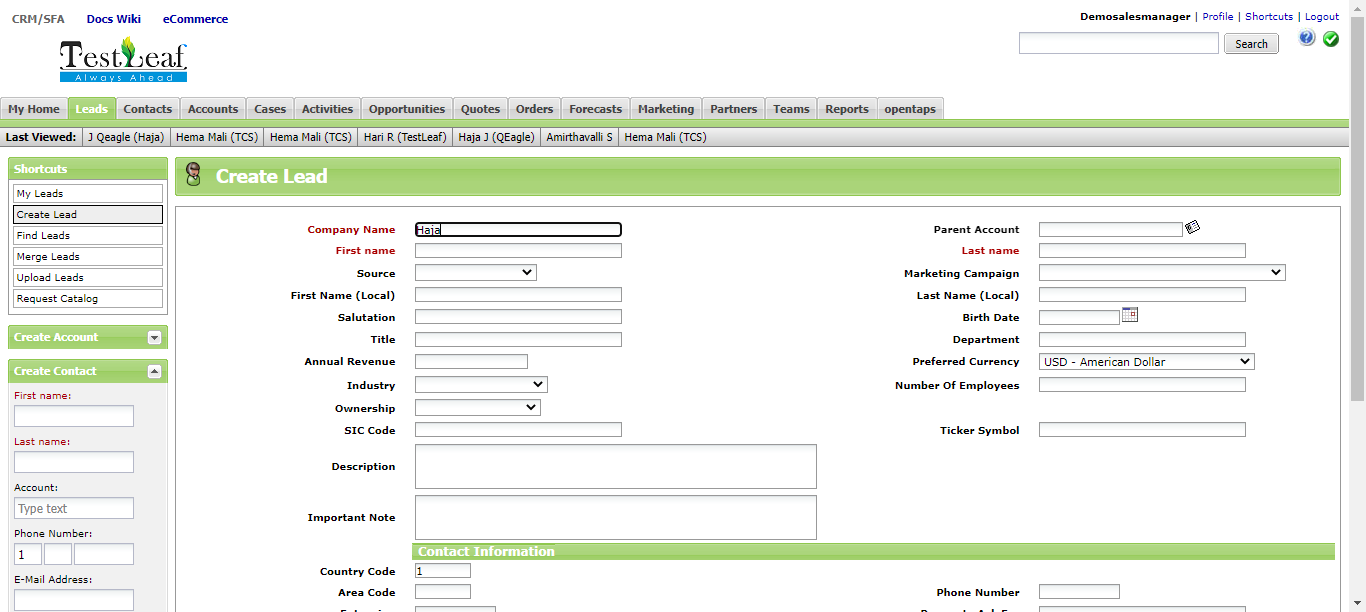 CRM/SFA Docs Wiki eCommerce
Demosalesmanager | Profile | Shortcuts | Logout
TestLeaf
Always Ahead
Search
My Home Leads Contacts Accounts Cases Activities Opportunities Quotes Orders Forecasts Marketing Partners Teams Reports opentaps
Last Viewed: J Qeagle (Haja) Hema Mali (TCS) Hema Mali (TCS) Hari R (TestLeaf) Haja J (QEagle) Amirthavalli S Hema Mali (TCS)
Shortcuts
My Leads
Create Lead
Find Leads
Merge Leads
Upload Leads
Request Catalog
Create Account
Create Contact
First name:
Last name:
Account:
Type text
Phone Number:
1
E-Mail Address:
Create Lead
Company Name Haja Parent Account
First name Last name
Source Marketing Campaign
First Name (Local) Last Name (Local)
Salutation Birth Date
Title Department
Annual Revenue Preferred Currency USD - American Dollar
Industry Number Of Employees
Ownership
SIC Code Ticker Symbol
Description
Important Note
Contact Information
Country Code 1
Area Code Phone Number